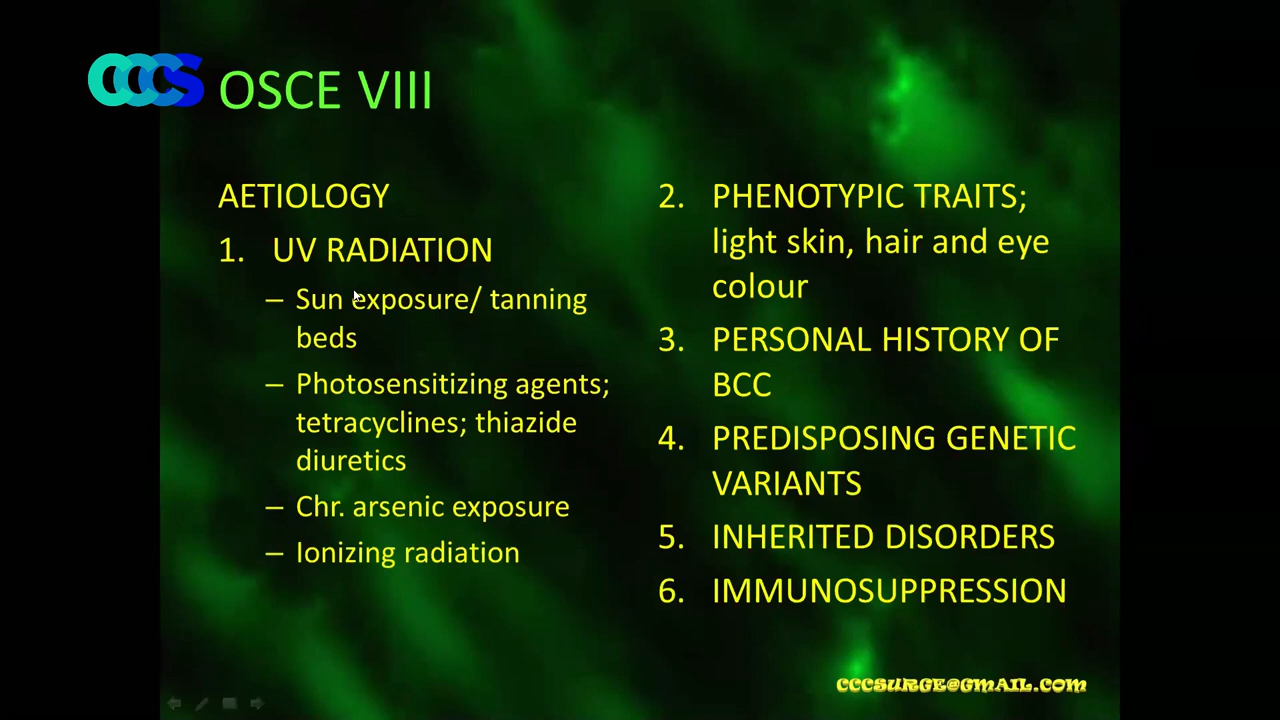 CCCS
OSCE VIII
AETIOLOGY
1. UV RADIATION
– Sun exposure/ tanning
beds
– Photosensitizing agents;
tetracyclines; thiazide
diuretics
– Chr. arsenic exposure
– Ionizing radiation
2. PHENOTYPIC TRAITS;
light skin, hair and eye
colour
3. PERSONAL HISTORY OF
BCC
4. PREDISPOSING GENETIC
VARIANTS
5. INHERITED DISORDERS
6. IMMUNOSUPPRESSION
CCCSURGE@GMAIL.COM